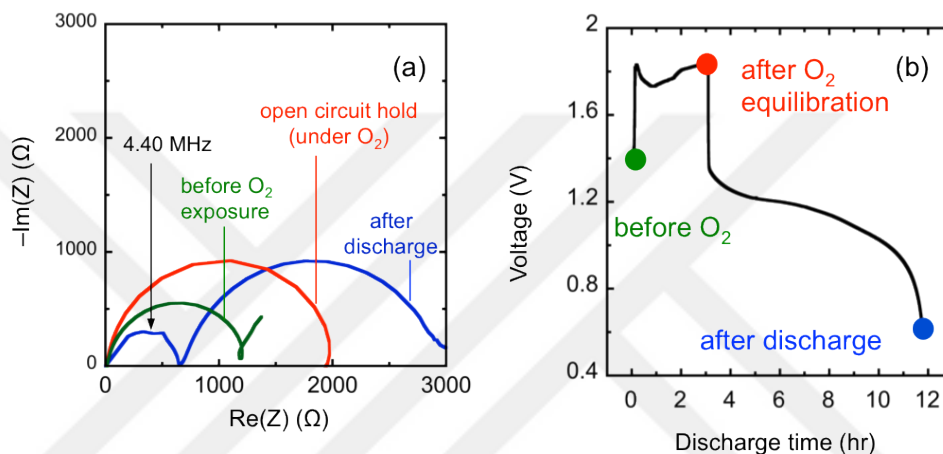 (a)
3000
2000
1000
0
–Im(Z) (Ω)
0
1000
2000
3000
Re(Z) (Ω)
4.40 MHz
open circuit hold
(under O₂)
before O₂
exposure
after
discharge
(b)
2
1.6
1.2
0.8
0.4
Voltage (V)
0
2
4
6
8
10
12
Discharge time (hr)
after O₂
equilibration
before O₂
after discharge